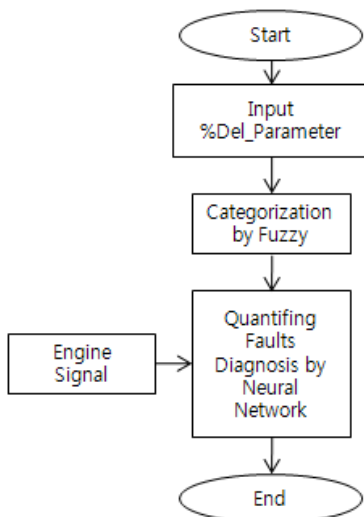 Start
Input
%Del_Parameter
Categorization
by Fuzzy
Quantifing
Faults
Diagnosis by
Neural
Network
Engine
Signal
End